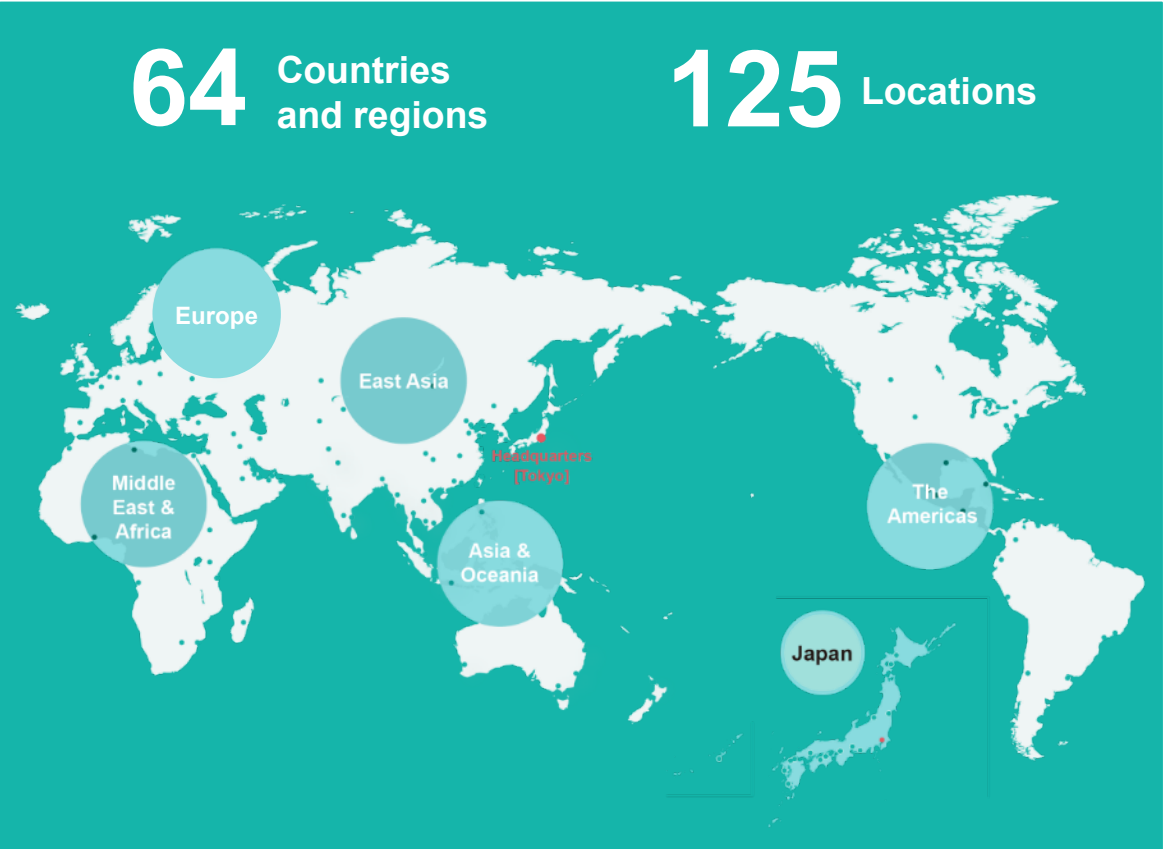 64
Countries
and regions
125
Locations
Europe
East Asia
Headquarters
[Tokyo]
Middle
East &
Africa
Asia &
Oceania
The
Americas
Japan